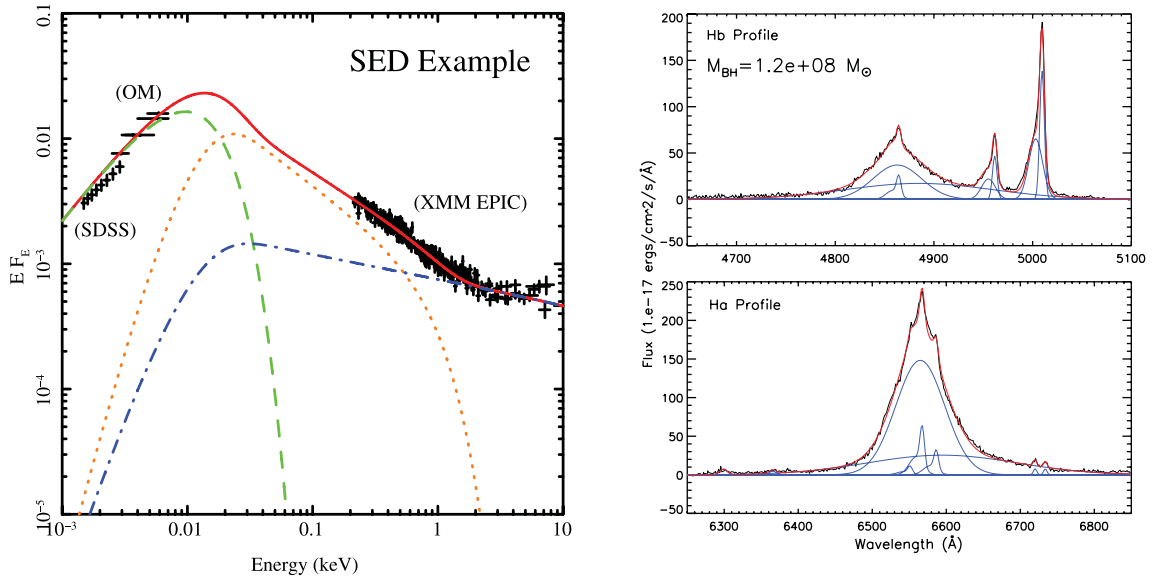 SED Example
(OM)
(SDSS)
(XMM EPIC)
E F_E
0.1
0.01
10⁻³
10⁻⁴
10⁻⁵
10⁻³ 0.01 0.1 1 10
Energy (keV)
Hb Profile
M_BH=1.2e+08 M_⊙
200
150
100
50
0
−50
4700 4800 4900 5000 5100
Ha Profile
250
200
150
100
50
0
−50
6300 6400 6500 6600 6700 6800
Wavelength (Å)
Flux (1.e−17 ergs/cm^2/s/Å)